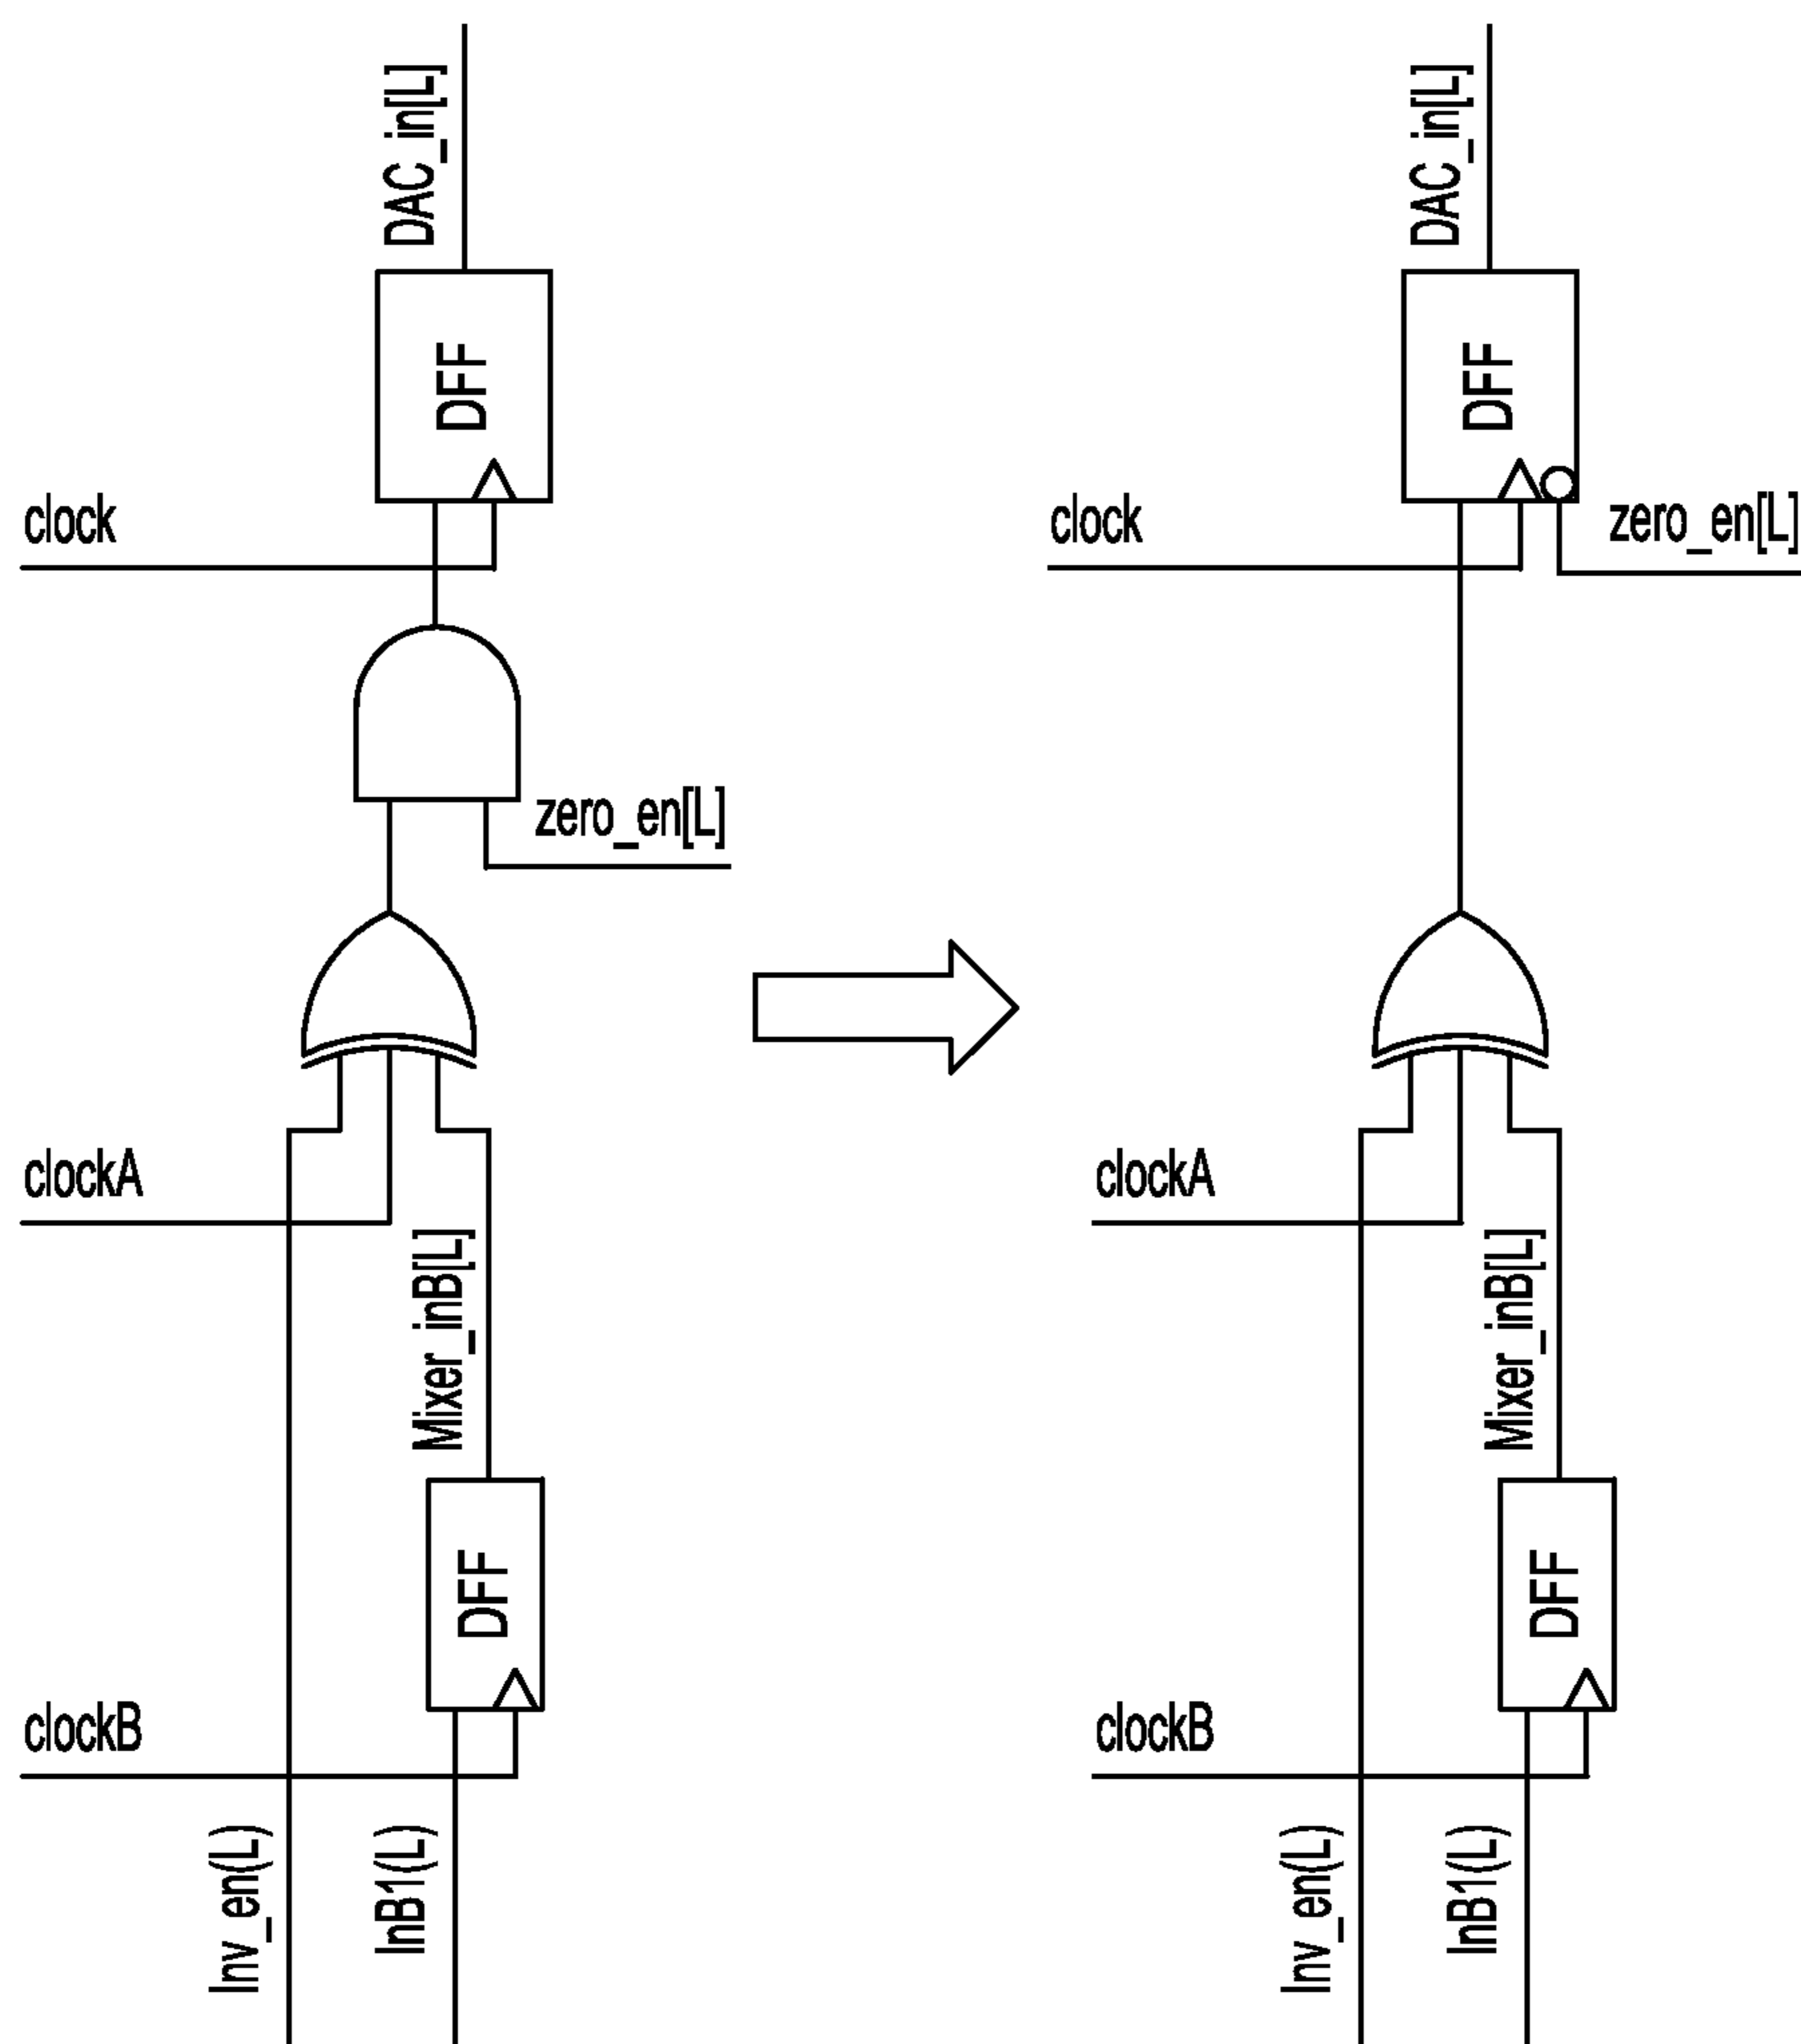 DAC_in[L]
DFF
clock
zero_en[L]
clockA
Mixer_inB[L]
DFF
clockB
Inv_en(L)
InB1(L)
DAC_in[L]
DFF
clock
zero_en[L]
clockA
Mixer_inB[L]
DFF
clockB
Inv_en(L)
InB1(L)